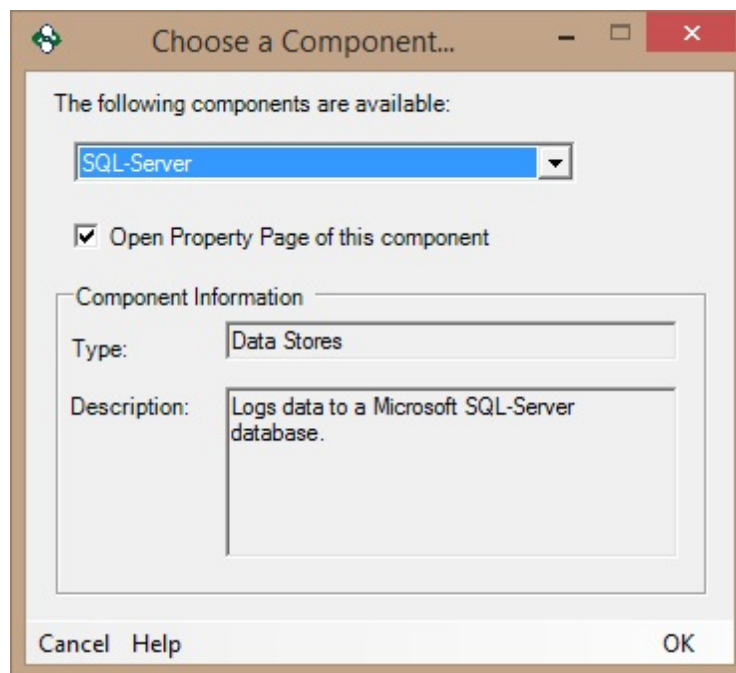 Choose a Component...
The following components are available:
SQL-Server
Open Property Page of this component
Component Information
Type:
Data Stores
Description:
Logs data to a Microsoft SQL-Server
database.
Cancel Help OK